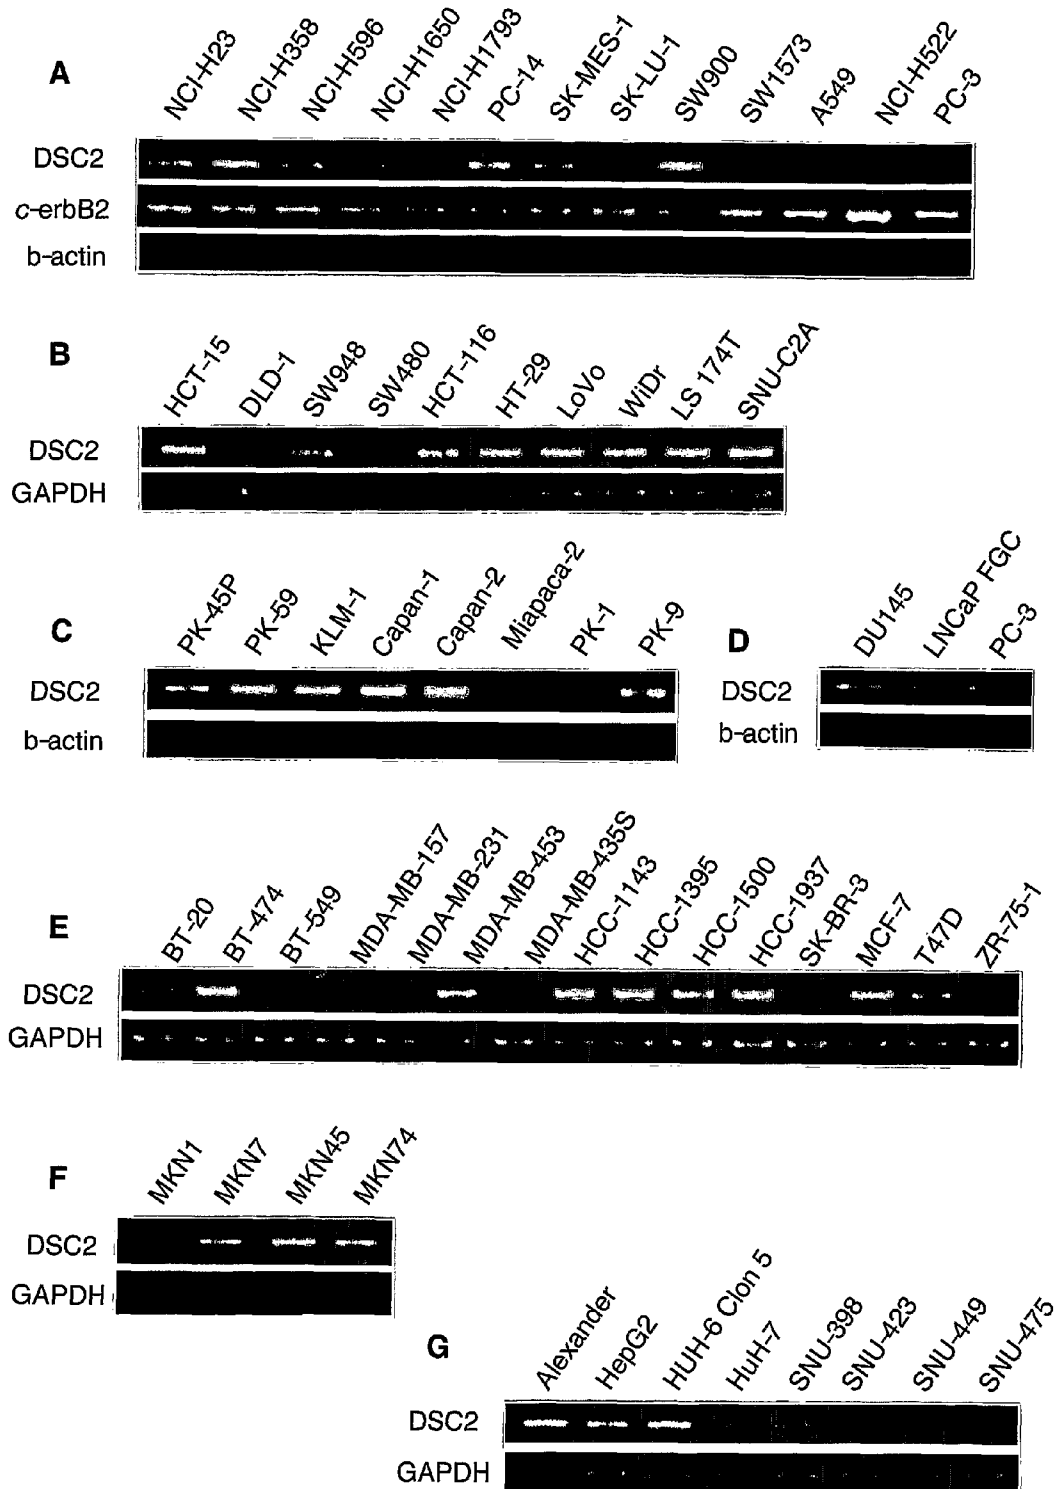 A
NCI-H23 NCI-H358 NCI-H596 NCI-H1650 NCI-H1793 PC-14 SK-MES-1 SK-LU-1 SW900 SW1573 A549 NCI-H522 PC-3
DSC2
c-erbB2
b-actin
B
HCT-15 DLD-1 SW948 SW480 HCT-116 HT-29 LoVo WiDr LS 174T SNU-C2A
DSC2
GAPDH
C
PK-45P PK-59 KLM-1 Capan-1 Capan-2 Miapaca-2 PK-1 PK-9
DSC2
b-actin
D
DU145 LNCaP FGC PC-3
DSC2
b-actin
E
BT-20 BT-474 BT-549 MDA-MB-157 MDA-MB-231 MDA-MB-453 MDA-MB-435S HCC-1143 HCC-1395 HCC-1500 HCC-1937 SK-BR-3 MCF-7 T47D ZR-75-1
DSC2
GAPDH
F
MKN1 MKN7 MKN45 MKN74
DSC2
GAPDH
G
Alexander HepG2 HUH-6 Clon 5 HuH-7 SNU-398 SNU-423 SNU-449 SNU-475
DSC2
GAPDH